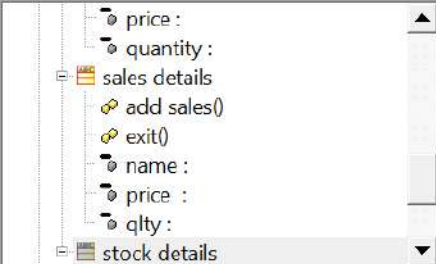 price :
quantity :
sales details
add sales()
exit()
name :
price :
qlty :
stock details